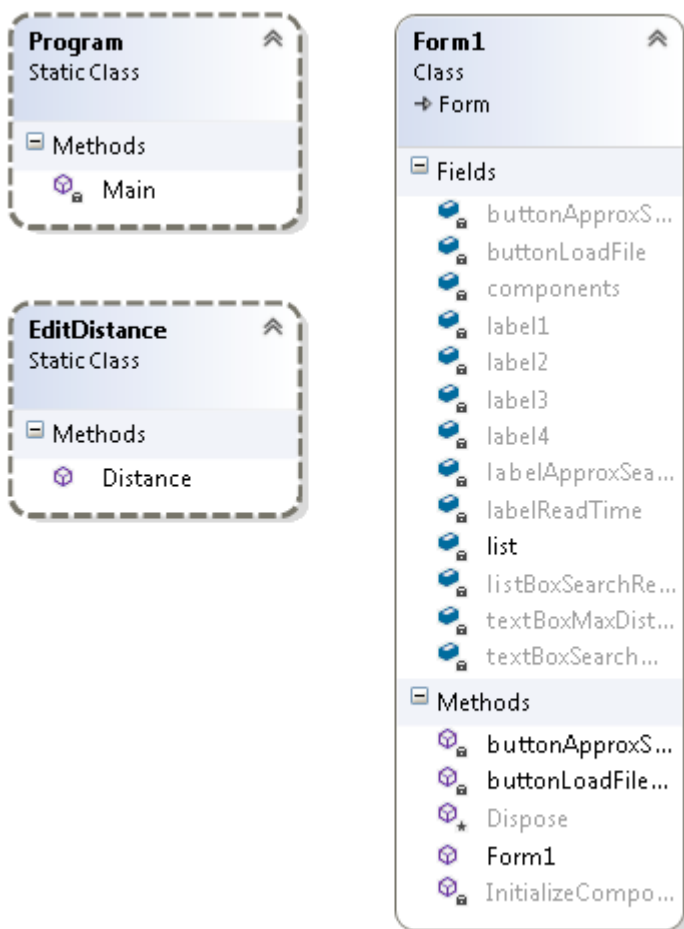 Program
Static Class
Methods
Main
EditDistance
Static Class
Methods
Distance
Form1
Class
Form
Fields
buttonApproxS...
buttonLoadFile
components
label1
label2
label3
label4
labelApproxSea...
labelReadTime
list
listBoxSearchRe...
textBoxMaxDist...
textBoxSearch...
Methods
buttonApproxS...
buttonLoadFile...
Dispose
Form1
InitializeCompo...